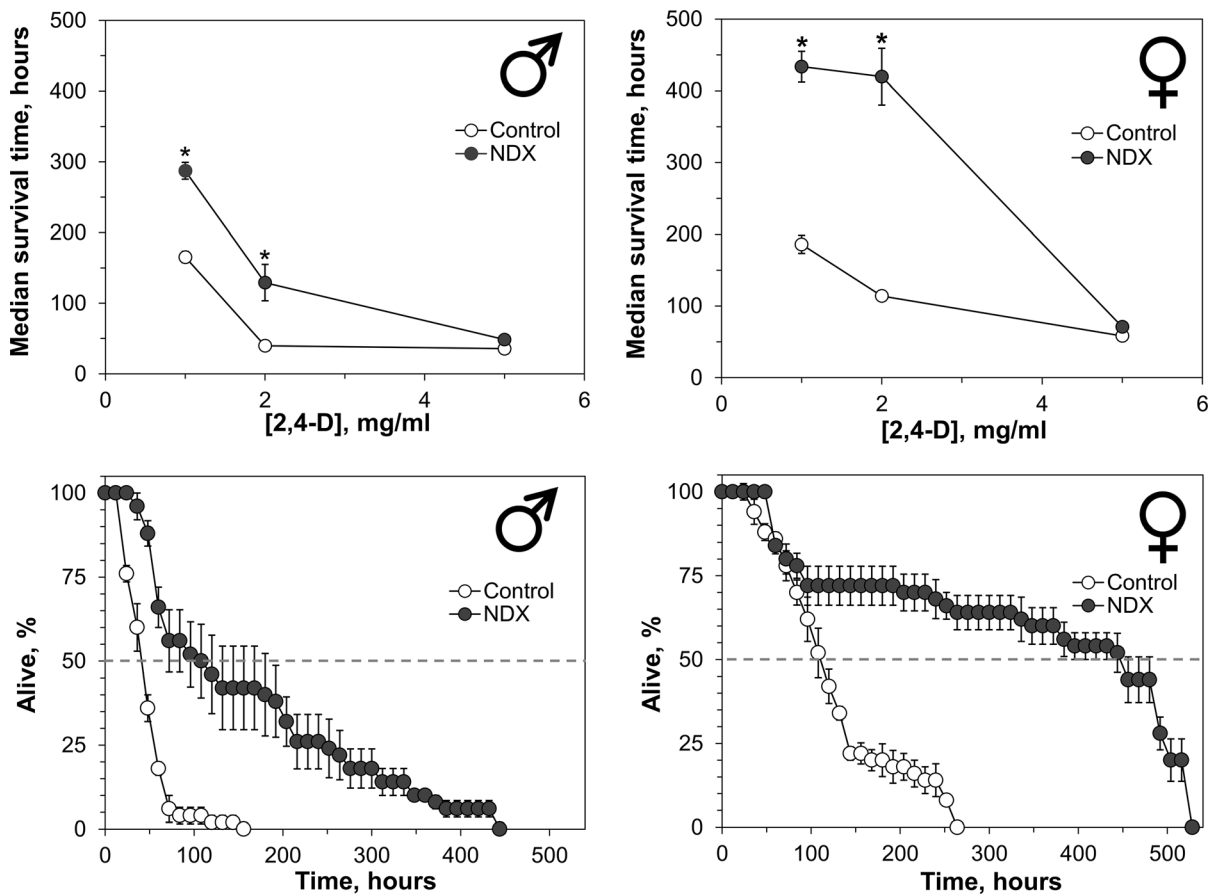 Median survival time, hours
500
400
300
200
100
0
0
2
4
6
[2,4-D], mg/ml
Control
NDX
*
*
Median survival time, hours
500
400
300
200
100
0
0
2
4
6
[2,4-D], mg/ml
Control
NDX
*
*
Alive, %
100
75
50
25
0
0
100
200
300
400
500
Time, hours
Control
NDX
Alive, %
100
75
50
25
0
0
100
200
300
400
500
Time, hours
Control
NDX